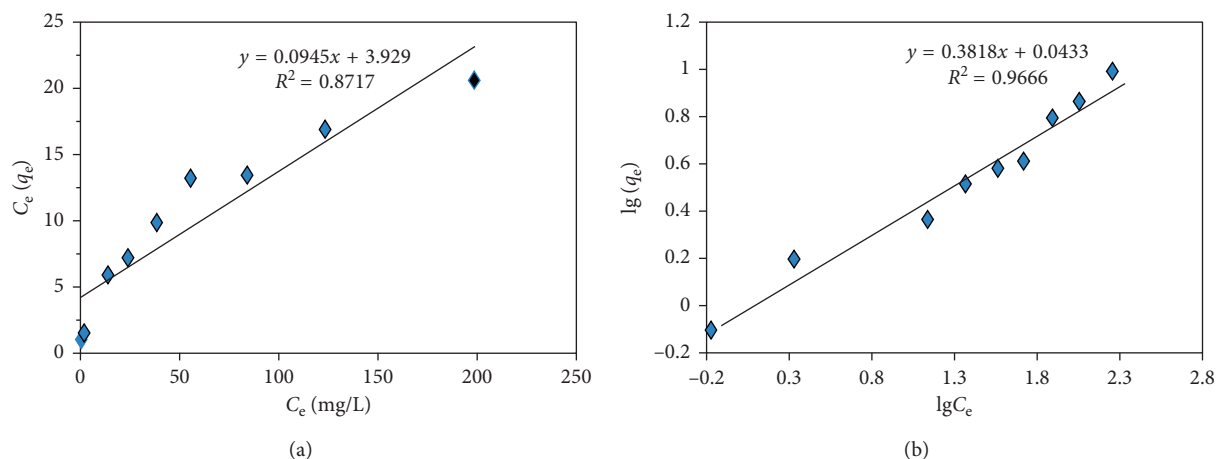 25
20
15
10
5
0
C_e (q_e)
y = 0.0945x + 3.929
R² = 0.8717
0 50 100 150 200 250
C_e (mg/L)
(a)
1.2
1
0.8
0.6
0.4
0.2
0
–0.2
lg (q_e)
y = 0.3818x + 0.0433
R² = 0.9666
–0.2 0.3 0.8 1.3 1.8 2.3 2.8
lgC_e
(b)